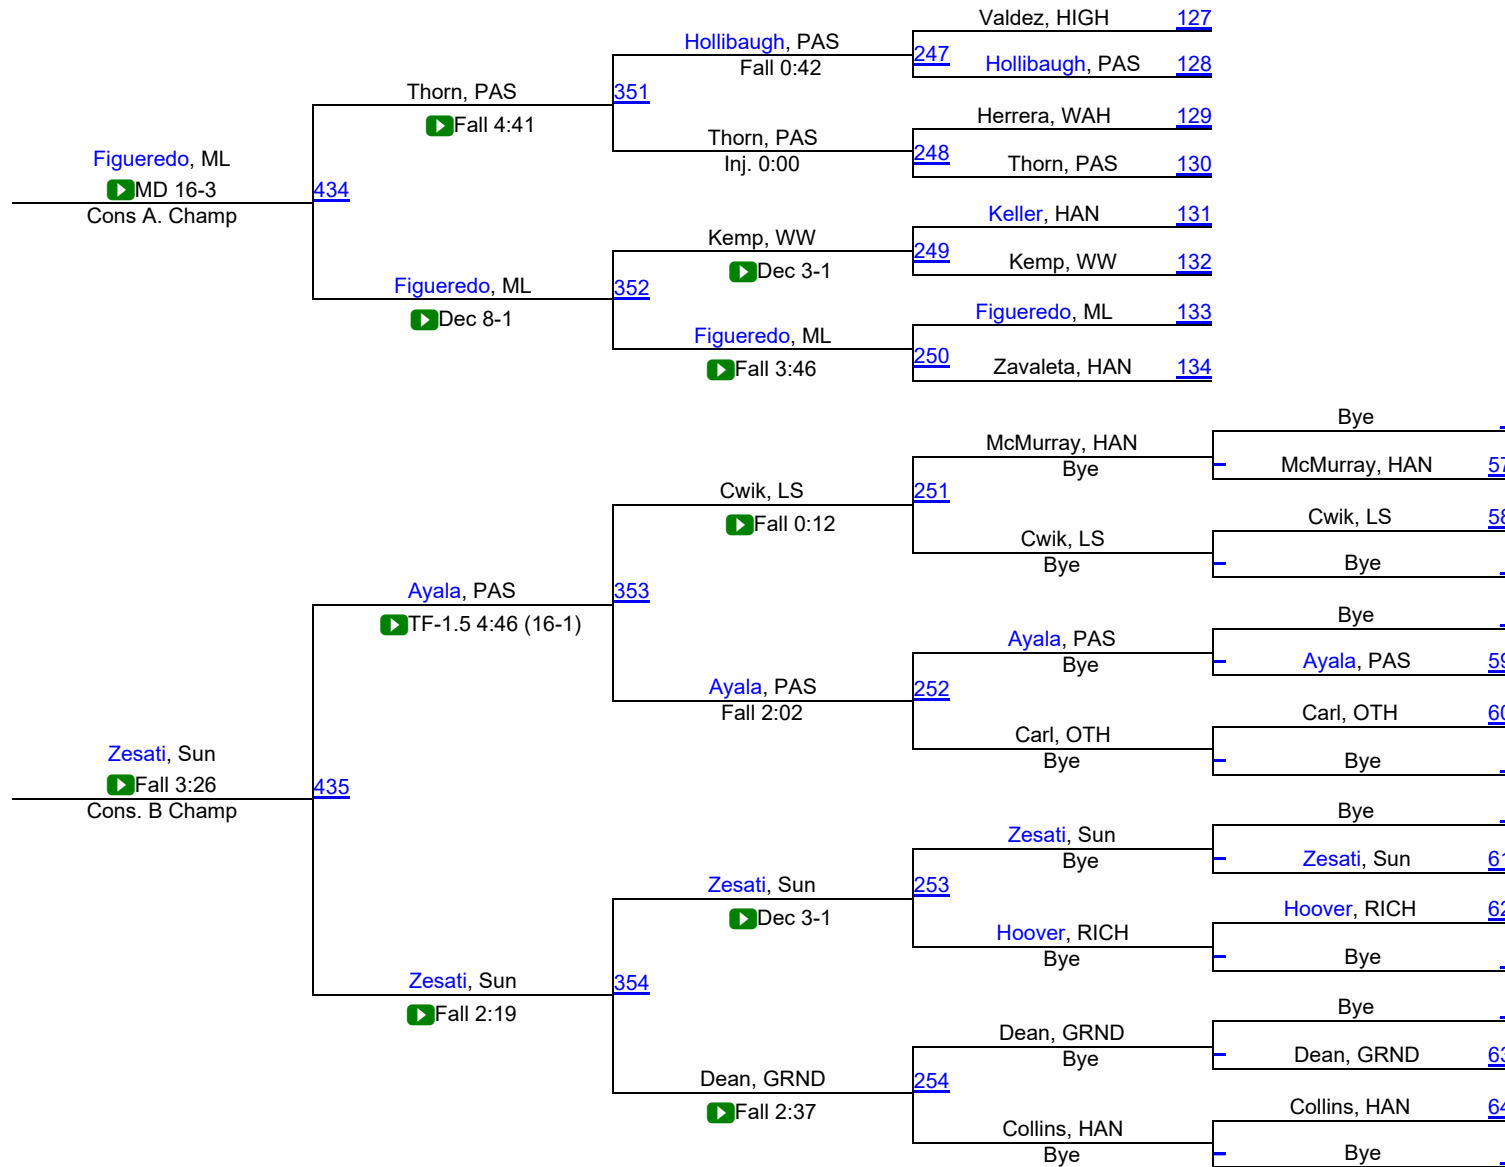 Valdez, HIGH 127
Hollibaugh, PAS
247
Fall 0:42
Hollibaugh, PAS 128
Thorn, PAS
351
Fall 4:41
Herrera, WAH 129
Thorn, PAS
248
Inj. 0:00
Thorn, PAS 130
Figueredo, ML
MD 16-3
434
Cons A. Champ
Keller, HAN 131
Kemp, WW
249
Dec 3-1
Kemp, WW 132
Figueredo, ML
352
Dec 8-1
Figueredo, ML 133
Figueredo, ML
250
Fall 3:46
Zavaleta, HAN 134
Bye
McMurray, HAN
Bye
McMurray, HAN 57
Cwik, LS
251
Fall 0:12
Cwik, LS 58
Cwik, LS
Bye
Bye
Ayala, PAS
353
TF-1.5 4:46 (16-1)
Bye
Ayala, PAS
Bye
Ayala, PAS 59
Ayala, PAS
252
Fall 2:02
Carl, OTH 60
Carl, OTH
Bye
Bye
Zesati, Sun
Fall 3:26
435
Cons. B Champ
Bye
Zesati, Sun
Bye
Zesati, Sun 61
Zesati, Sun
253
Dec 3-1
Hoover, RICH 62
Hoover, RICH
Bye
Bye
Zesati, Sun
354
Fall 2:19
Bye
Dean, GRND
Bye
Dean, GRND 63
Dean, GRND
254
Fall 2:37
Collins, HAN 64
Collins, HAN
Bye
Bye